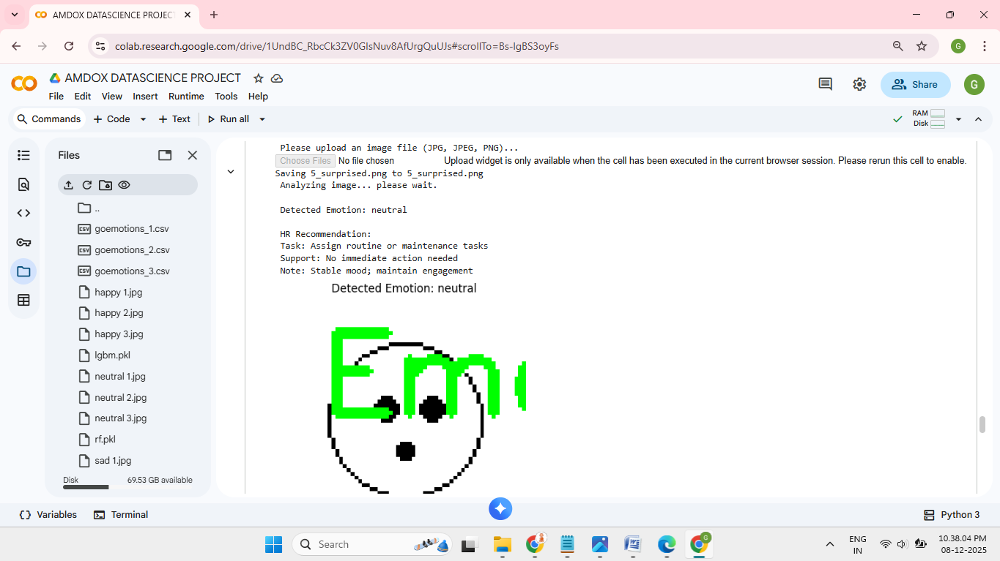 AMDOX DATASCIENCE PROJECT
colab.research.google.com/drive/1UndBC_RbcCk3ZV0GIsNuv8AfUrgQuUJs#scrollTo=Bs-IgBS3oyFs
G
AMDOX DATASCIENCE PROJECT
File Edit View Insert Runtime Tools Help
Share
G
Commands + Code + Text Run all
RAM
Disk
Files
..
goemotions_1.csv
goemotions_2.csv
goemotions_3.csv
happy 1.jpg
happy 2.jpg
happy 3.jpg
lgbm.pkl
neutral 1.jpg
neutral 2.jpg
neutral 3.jpg
rf.pkl
sad 1.jpg
Disk 69.53 GB available
Please upload an image file (JPG, JPEG, PNG)...
Choose Files No file chosen Upload widget is only available when the cell has been executed in the current browser session. Please rerun this cell to enable.
Saving 5_surprised.png to 5_surprised.png
Analyzing image... please wait.
Detected Emotion: neutral
HR Recommendation:
Task: Assign routine or maintenance tasks
Support: No immediate action needed
Note: Stable mood; maintain engagement
Detected Emotion: neutral
Em
Variables Terminal
Python 3
Search
ENG
IN
10.38.04 PM
08-12-2025